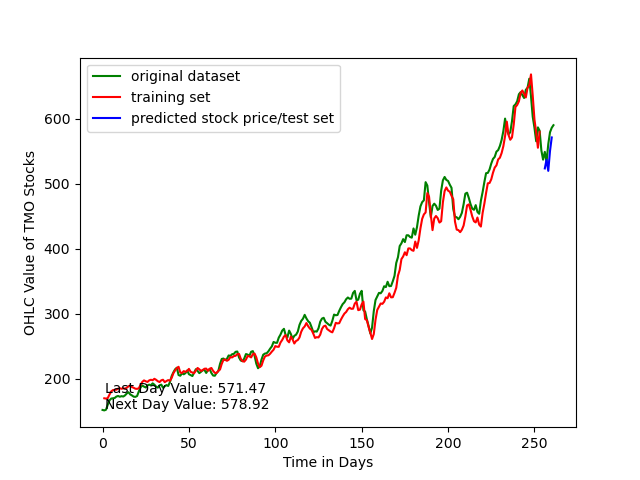 original dataset
training set
predicted stock price/test set
OHLC Value of TMO Stocks
600
500
400
300
200
Last Day Value: 571.47
Next Day Value: 578.92
0 50 100 150 200 250
Time in Days